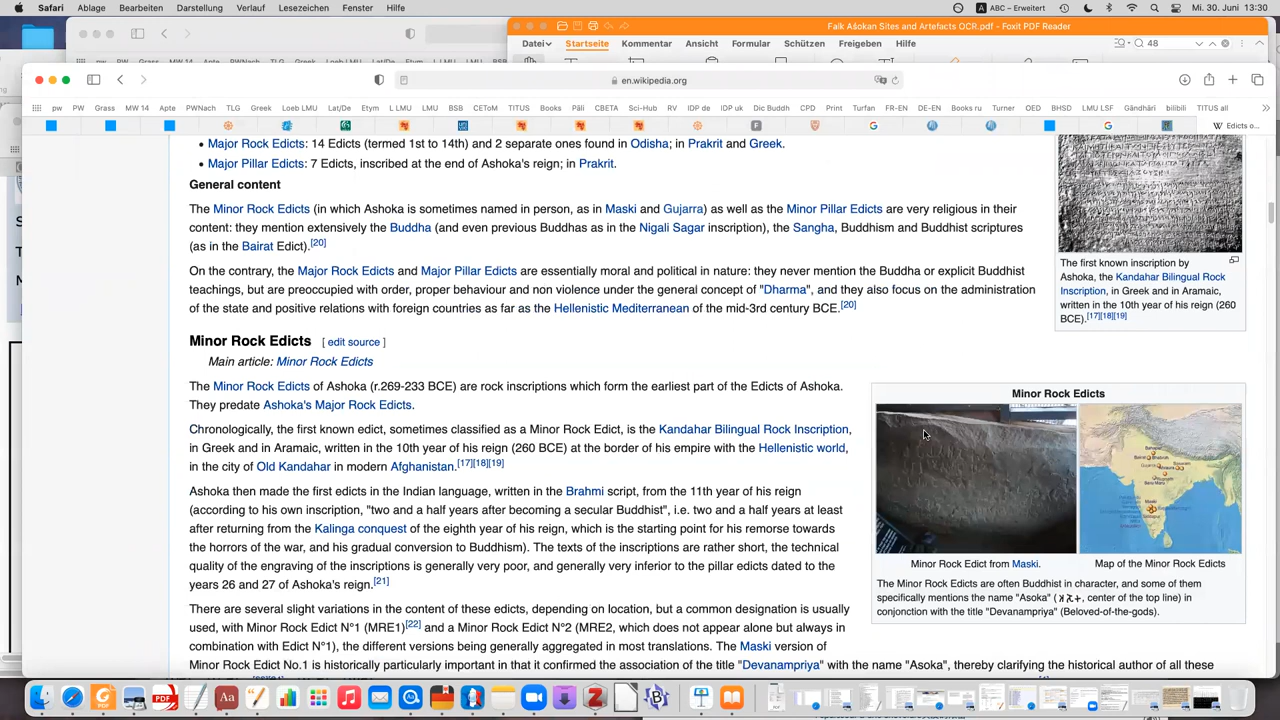 Safari Ablage Bearbeiten Darstellung Verlauf Lesezeichen Fenster Hilfe ABC – Erweitert Mi. 30. Juni 13:30
Falk Aśokan Sites and Artefacts OCR.pdf - Foxit PDF Reader
Datei Startseite Kommentar Ansicht Formular Schützen Freigeben Hilfe 48
en.wikipedia.org
pw PW Grass MW 14 Apte PWNach TLG Greek Loeb LMU Lat/De Etym L LMU LMU BSB CEToM TITUS Books Pāli CBETA Sci-Hub RV IDP de IDP uk Dic Buddh CPD Print Turfan FR-EN DE-EN Books ru Turner OED BHSD LMU LSF Gāndhārī bilibili TITUS all
W Edicts o...
• Major Rock Edicts: 14 Edicts (termed 1st to 14th) and 2 separate ones found in Odisha; in Prakrit and Greek.
• Major Pillar Edicts: 7 Edicts, inscribed at the end of Ashoka's reign; in Prakrit.
General content
The Minor Rock Edicts (in which Ashoka is sometimes named in person, as in Maski and Gujarra) as well as the Minor Pillar Edicts are very religious in their
content: they mention extensively the Buddha (and even previous Buddhas as in the Nigali Sagar inscription), the Sangha, Buddhism and Buddhist scriptures
(as in the Bairat Edict).[20]
On the contrary, the Major Rock Edicts and Major Pillar Edicts are essentially moral and political in nature: they never mention the Buddha or explicit Buddhist
teachings, but are preoccupied with order, proper behaviour and non violence under the general concept of "Dharma", and they also focus on the administration
of the state and positive relations with foreign countries as far as the Hellenistic Mediterranean of the mid-3rd century BCE.[20]
The first known inscription by
Ashoka, the Kandahar Bilingual Rock
Inscription, in Greek and in Aramaic,
written in the 10th year of his reign (260
BCE).[17][18][19]
Minor Rock Edicts [ edit source ]
Main article: Minor Rock Edicts
The Minor Rock Edicts of Ashoka (r.269-233 BCE) are rock inscriptions which form the earliest part of the Edicts of Ashoka.
They predate Ashoka's Major Rock Edicts.
Chronologically, the first known edict, sometimes classified as a Minor Rock Edict, is the Kandahar Bilingual Rock Inscription,
in Greek and in Aramaic, written in the 10th year of his reign (260 BCE) at the border of his empire with the Hellenistic world,
in the city of Old Kandahar in modern Afghanistan.[17][18][19]
Ashoka then made the first edicts in the Indian language, written in the Brahmi script, from the 11th year of his reign
(according to his own inscription, "two and a half years after becoming a secular Buddhist", i.e. two and a half years at least
after returning from the Kalinga conquest of the eighth year of his reign, which is the starting point for his remorse towards
the horrors of the war, and his gradual conversion to Buddhism). The texts of the inscriptions are rather short, the technical
quality of the engraving of the inscriptions is generally very poor, and generally very inferior to the pillar edicts dated to the
years 26 and 27 of Ashoka's reign.[21]
There are several slight variations in the content of these edicts, depending on location, but a common designation is usually
used, with Minor Rock Edict N°1 (MRE1)[22] and a Minor Rock Edict N°2 (MRE2, which does not appear alone but always in
combination with Edict N°1), the different versions being generally aggregated in most translations. The Maski version of
Minor Rock Edict No.1 is historically particularly important in that it confirmed the association of the title "Devanampriya" with the name "Asoka", thereby clarifying the historical author of all these
Minor Rock Edicts
Minor Rock Edict from Maski.
Map of the Minor Rock Edicts
The Minor Rock Edicts are often Buddhist in character, and some of them
specifically mentions the name "Asoka" (𑀅𑀲𑁄𑀓, center of the top line) in
conjunction with the title "Devanampriya" (Beloved-of-the-gods).